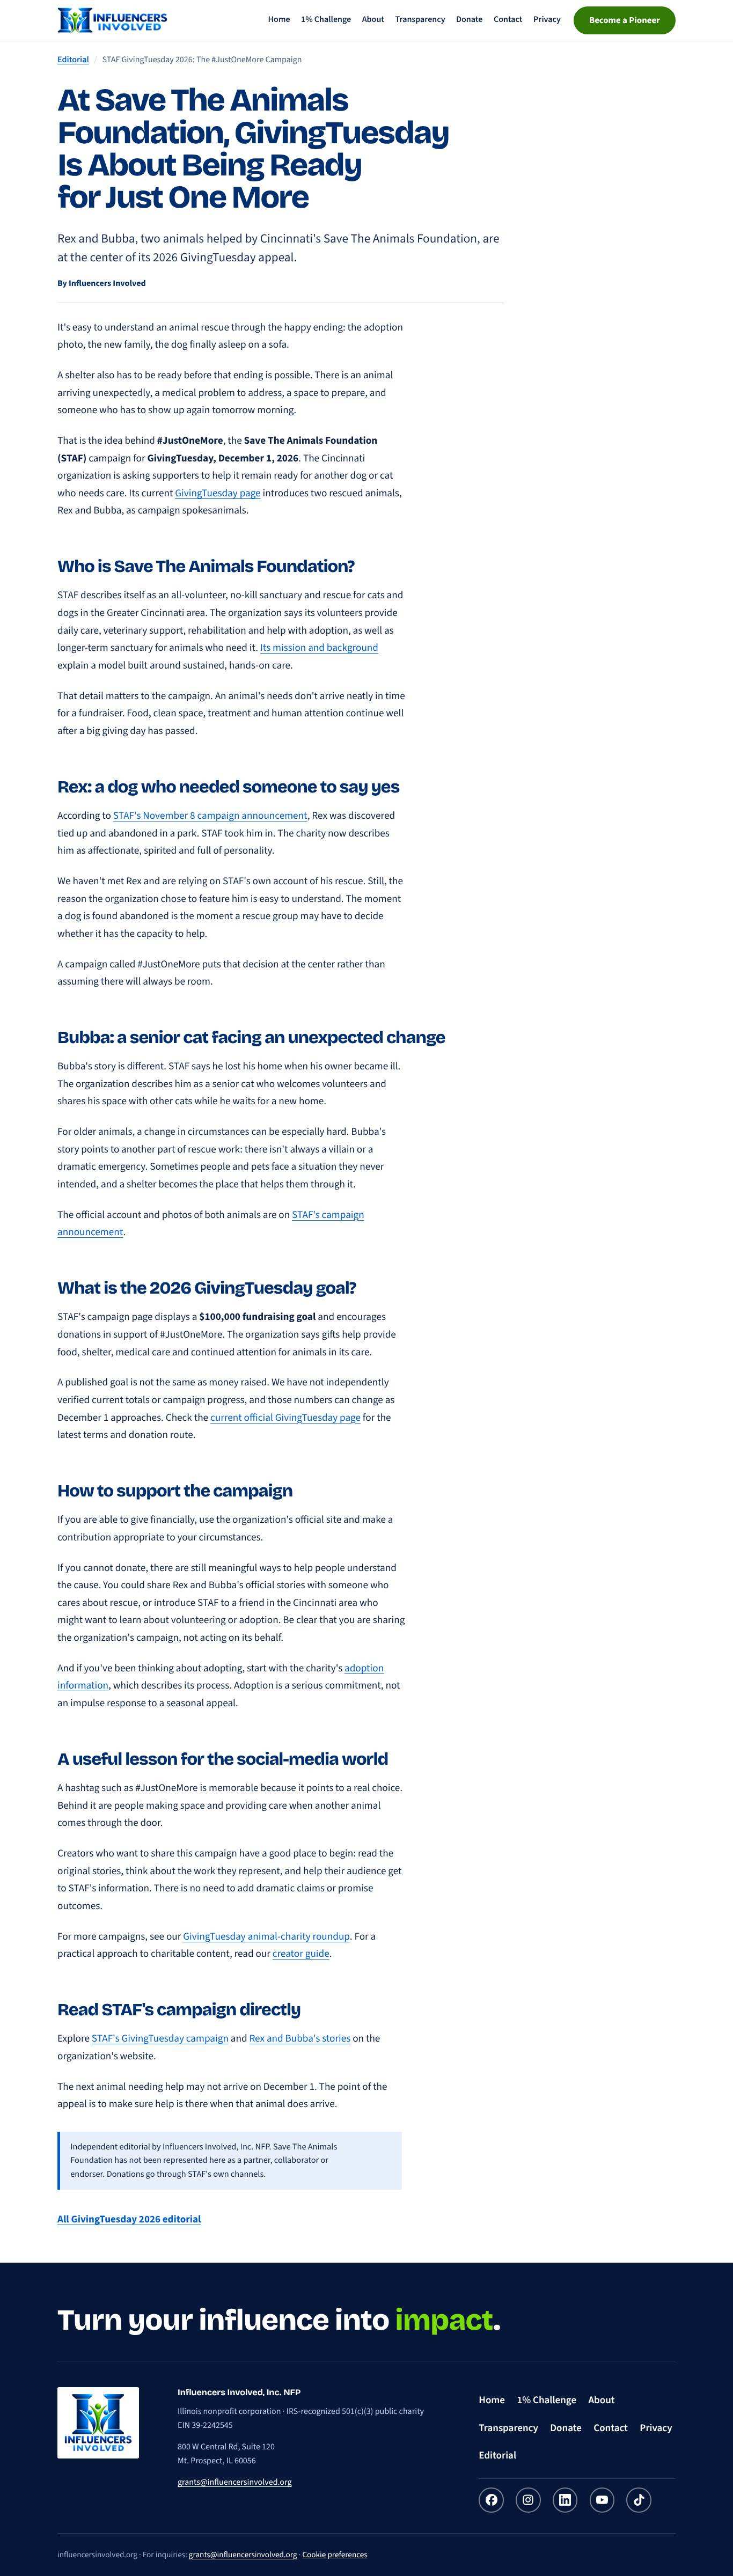 INFLUENCERS
INVOLVED
Home 1% Challenge About Transparency Donate Contact Privacy Become a Pioneer
Editorial / STAF GivingTuesday 2026: The #JustOneMore Campaign
At Save The Animals
Foundation, GivingTuesday
Is About Being Ready
for Just One More
Rex and Bubba, two animals helped by Cincinnati's Save The Animals Foundation, are
at the center of its 2026 GivingTuesday appeal.
By Influencers Involved
It's easy to understand an animal rescue through the happy ending: the adoption
photo, the new family, the dog finally asleep on a sofa.
A shelter also has to be ready before that ending is possible. There is an animal
arriving unexpectedly, a medical problem to address, a space to prepare, and
someone who has to show up again tomorrow morning.
That is the idea behind #JustOneMore, the Save The Animals Foundation
(STAF) campaign for GivingTuesday, December 1, 2026. The Cincinnati
organization is asking supporters to help it remain ready for another dog or cat
who needs care. Its current GivingTuesday page introduces two rescued animals,
Rex and Bubba, as campaign spokesanimals.
Who is Save The Animals Foundation?
STAF describes itself as an all-volunteer, no-kill sanctuary and rescue for cats and
dogs in the Greater Cincinnati area. The organization says its volunteers provide
daily care, veterinary support, rehabilitation and help with adoption, as well as
longer-term sanctuary for animals who need it. Its mission and background
explain a model built around sustained, hands-on care.
That detail matters to the campaign. An animal's needs don't arrive neatly in time
for a fundraiser. Food, clean space, treatment and human attention continue well
after a big giving day has passed.
Rex: a dog who needed someone to say yes
According to STAF's November 8 campaign announcement, Rex was discovered
tied up and abandoned in a park. STAF took him in. The charity now describes
him as affectionate, spirited and full of personality.
We haven't met Rex and are relying on STAF's own account of his rescue. Still, the
reason the organization chose to feature him is easy to understand. The moment
a dog is found abandoned is the moment a rescue group may have to decide
whether it has the capacity to help.
A campaign called #JustOneMore puts that decision at the center rather than
assuming there will always be room.
Bubba: a senior cat facing an unexpected change
Bubba's story is different. STAF says he lost his home when his owner became ill.
The organization describes him as a senior cat who welcomes volunteers and
shares his space with other cats while he waits for a new home.
For older animals, a change in circumstances can be especially hard. Bubba's
story points to another part of rescue work: there isn't always a villain or a
dramatic emergency. Sometimes people and pets face a situation they never
intended, and a shelter becomes the place that helps them through it.
The official account and photos of both animals are on STAF's campaign
announcement.
What is the 2026 GivingTuesday goal?
STAF's campaign page displays a $100,000 fundraising goal and encourages
donations in support of #JustOneMore. The organization says gifts help provide
food, shelter, medical care and continued attention for animals in its care.
A published goal is not the same as money raised. We have not independently
verified current totals or campaign progress, and those numbers can change as
December 1 approaches. Check the current official GivingTuesday page for the
latest terms and donation route.
How to support the campaign
If you are able to give financially, use the organization's official site and make a
contribution appropriate to your circumstances.
If you cannot donate, there are still meaningful ways to help people understand
the cause. You could share Rex and Bubba's official stories with someone who
cares about rescue, or introduce STAF to a friend in the Cincinnati area who
might want to learn about volunteering or adoption. Be clear that you are sharing
the organization's campaign, not acting on its behalf.
And if you've been thinking about adopting, start with the charity's adoption
information, which describes its process. Adoption is a serious commitment, not
an impulse response to a seasonal appeal.
A useful lesson for the social-media world
A hashtag such as #JustOneMore is memorable because it points to a real choice.
Behind it are people making space and providing care when another animal
comes through the door.
Creators who want to share this campaign have a good place to begin: read the
original stories, think about the work they represent, and help their audience get
to STAF's information. There is no need to add dramatic claims or promise
outcomes.
For more campaigns, see our GivingTuesday animal-charity roundup. For a
practical approach to charitable content, read our creator guide.
Read STAF's campaign directly
Explore STAF's GivingTuesday campaign and Rex and Bubba's stories on the
organization's website.
The next animal needing help may not arrive on December 1. The point of the
appeal is to make sure help is there when that animal does arrive.
Independent editorial by Influencers Involved, Inc. NFP. Save The Animals
Foundation has not been represented here as a partner, collaborator or
endorser. Donations go through STAF's own channels.
All GivingTuesday 2026 editorial
Turn your influence into impact.
INFLUENCERS
INVOLVED
Influencers Involved, Inc. NFP
Illinois nonprofit corporation · IRS-recognized 501(c)(3) public charity
EIN 39-2242545
800 W Central Rd, Suite 120
Mt. Prospect, IL 60056
grants@influencersinvolved.org
Home 1% Challenge About
Transparency Donate Contact Privacy
Editorial
influencersinvolved.org · For inquiries: grants@influencersinvolved.org · Cookie preferences